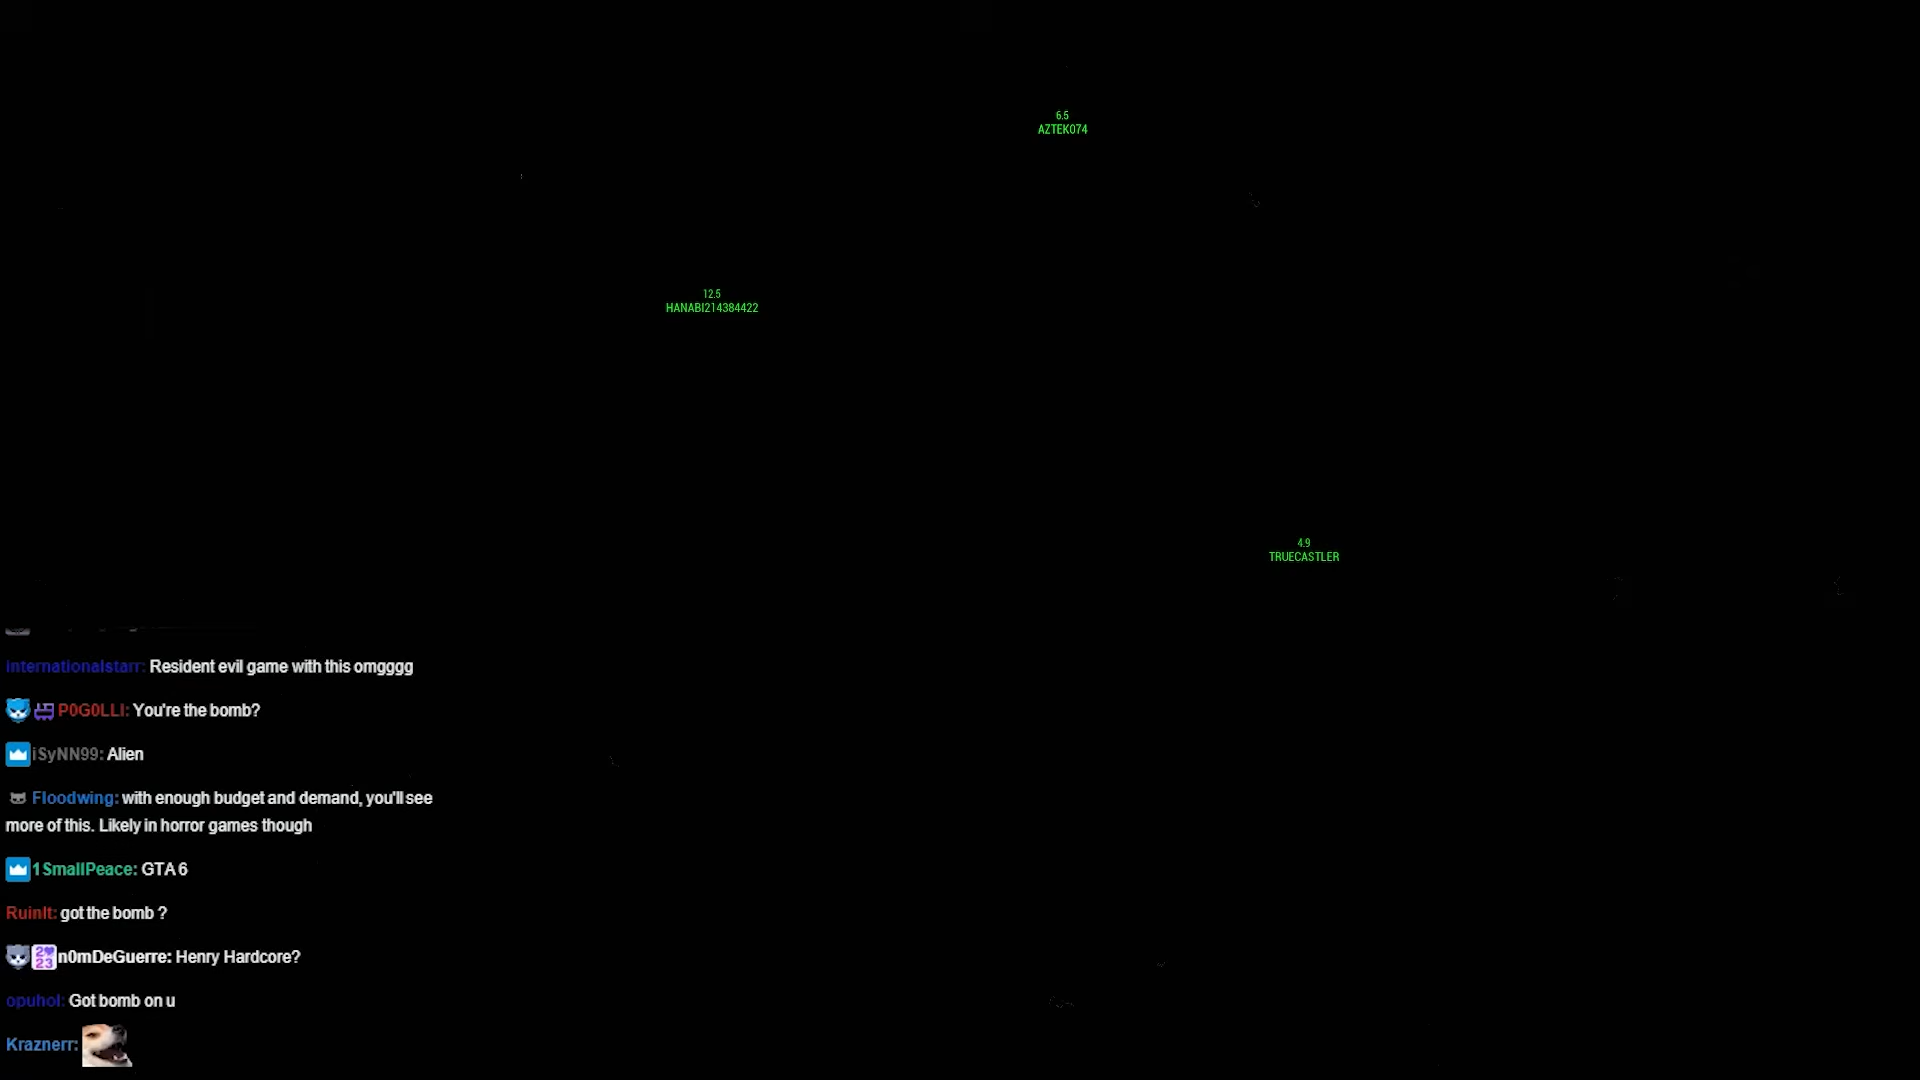 6.5
AZTEK074
12.5
HANABI214384422
4.9
TRUECASTLER
internationalstarr: Resident evil game with this omgggg
P0G0LLI: You're the bomb?
iSyNN99: Alien
Floodwing: with enough budget and demand, you'll see
more of this. Likely in horror games though
1SmallPeace: GTA 6
RuinIt: got the bomb ?
2023 n0mDeGuerre: Henry Hardcore?
opuhol: Got bomb on u
Kraznerr: